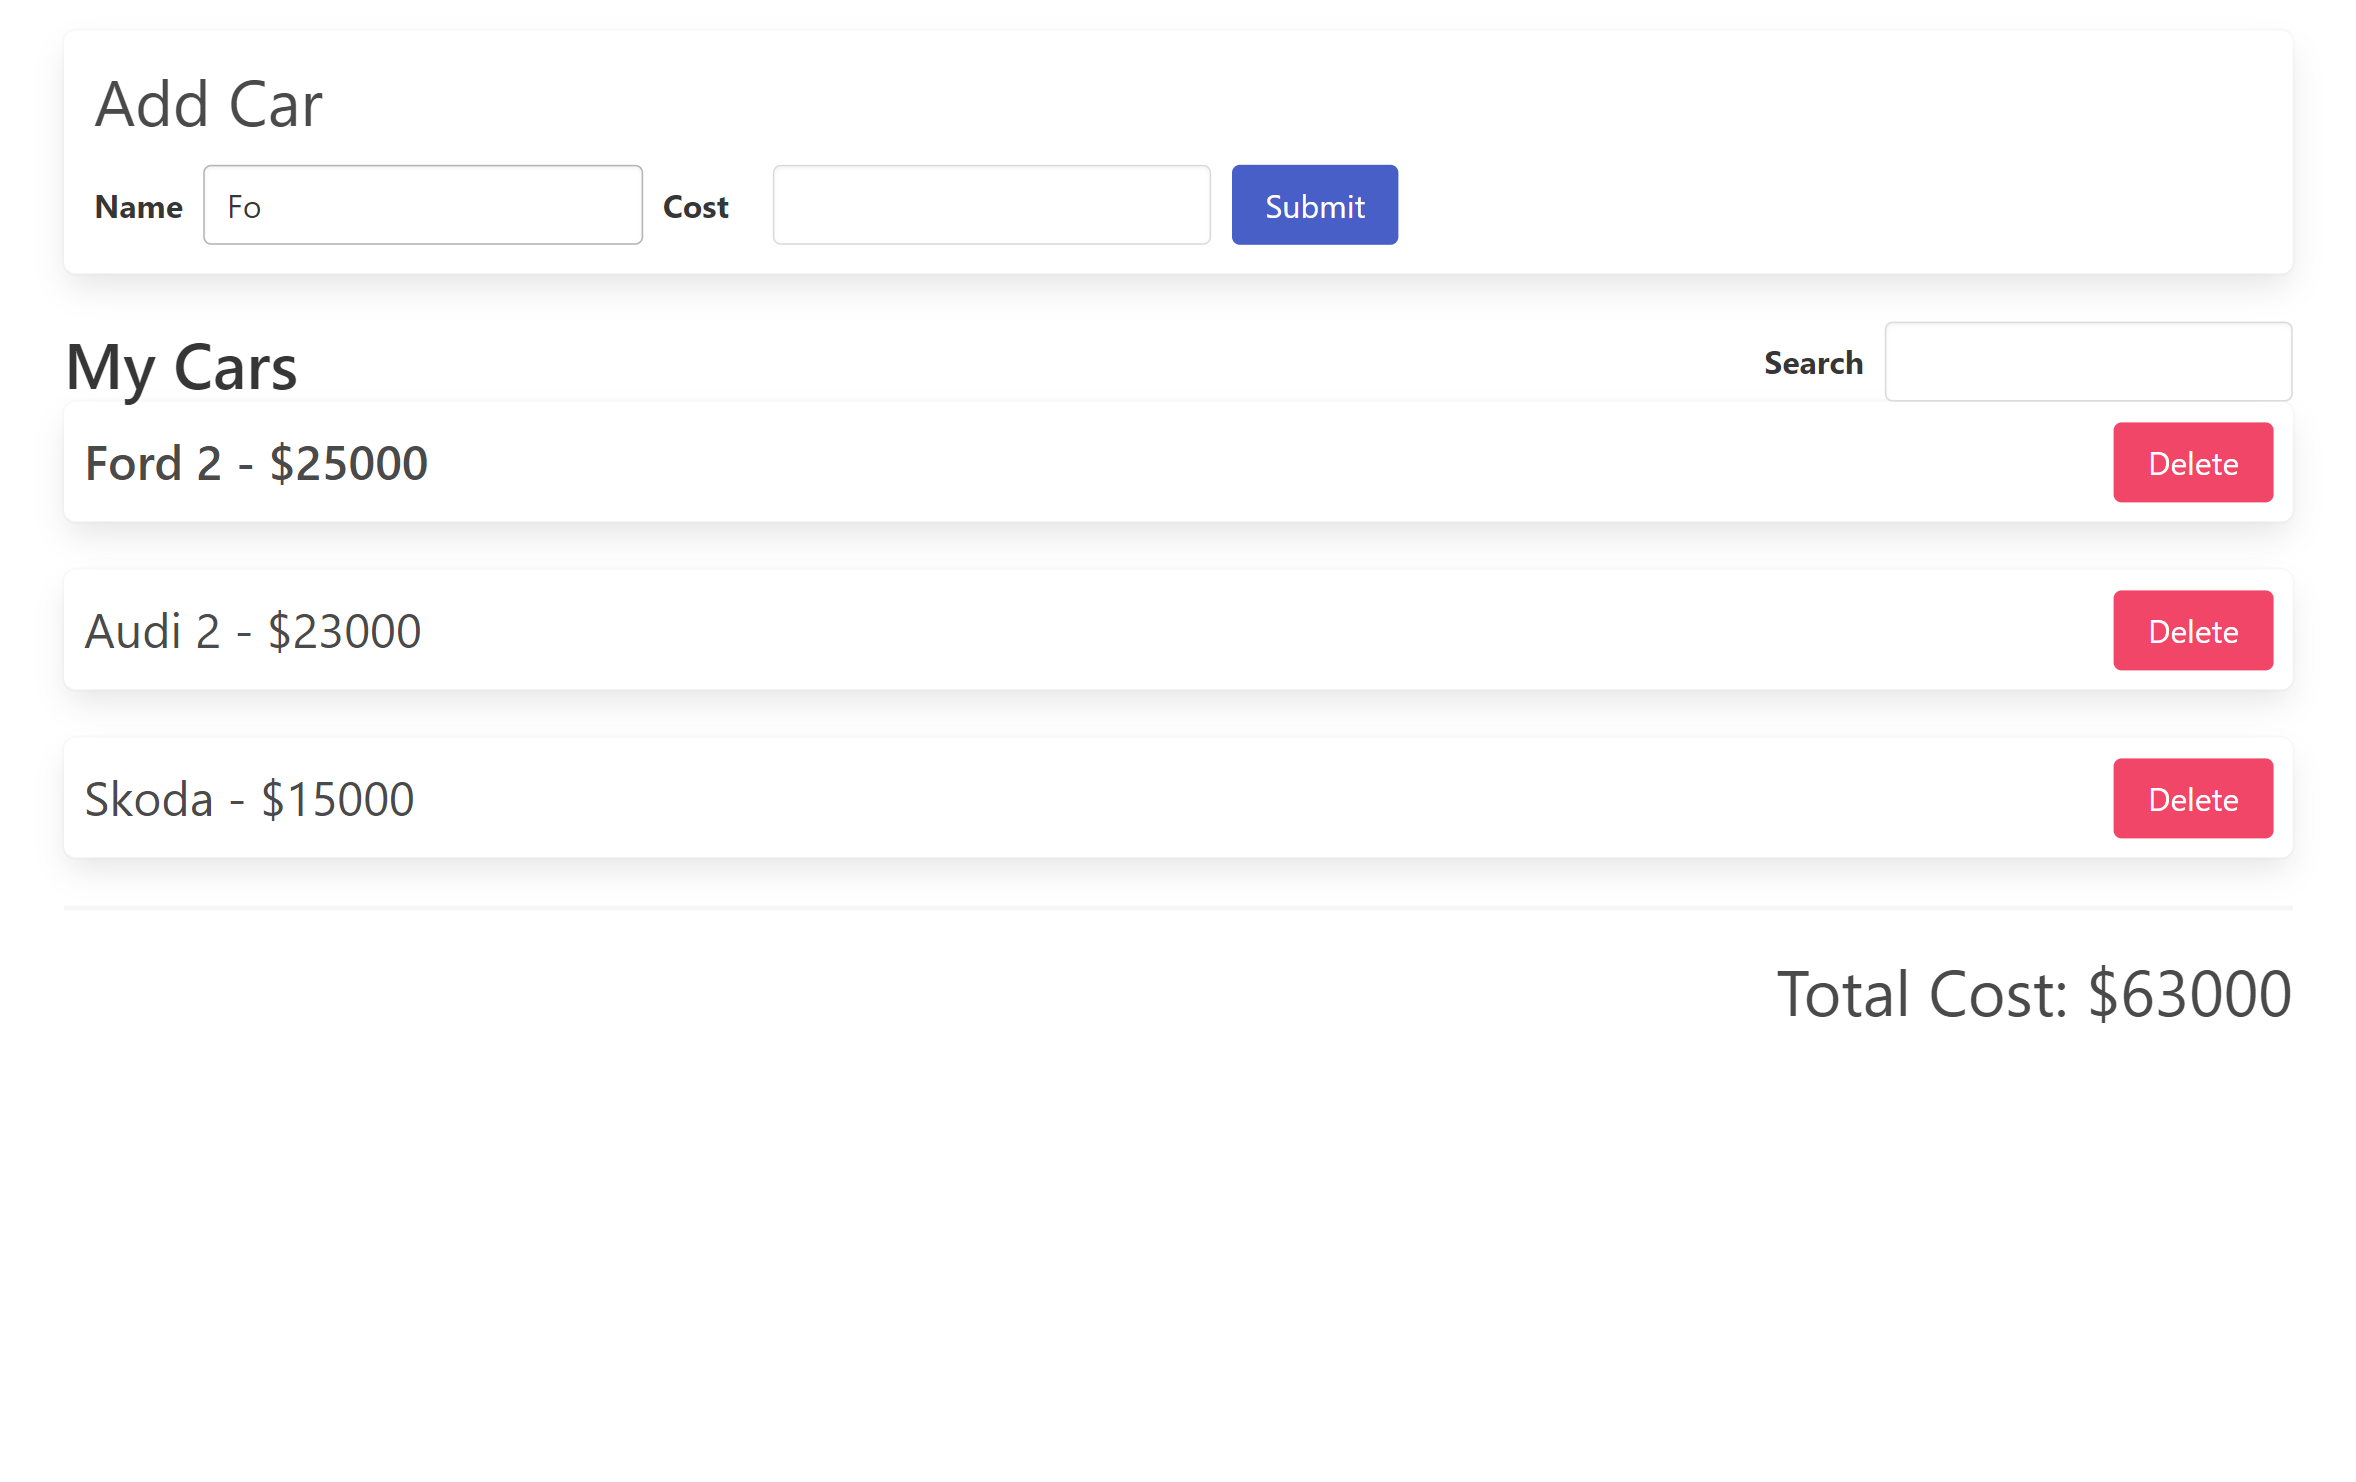 Add Car
Name Fo Cost Submit
My Cars Search
Ford 2 - $25000 Delete
Audi 2 - $23000 Delete
Skoda - $15000 Delete
Total Cost: $63000